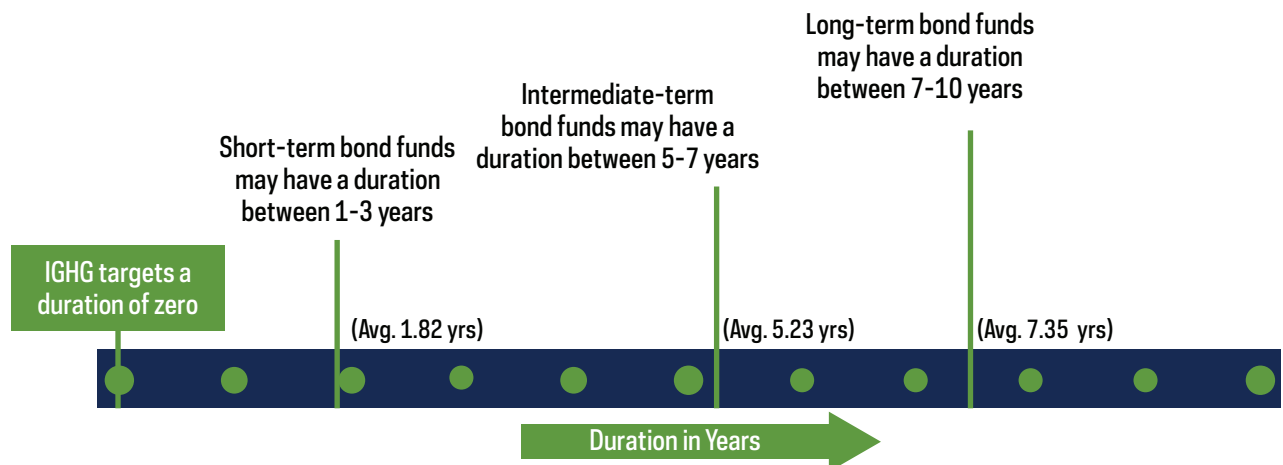 Long-term bond funds
may have a duration
between 7-10 years
Intermediate-term
bond funds may have a
duration between 5-7 years
Short-term bond funds
may have a duration
between 1-3 years
IGHG targets a
duration of zero
(Avg. 1.82 yrs)
(Avg. 5.23 yrs)
(Avg. 7.35 yrs)
Duration in Years